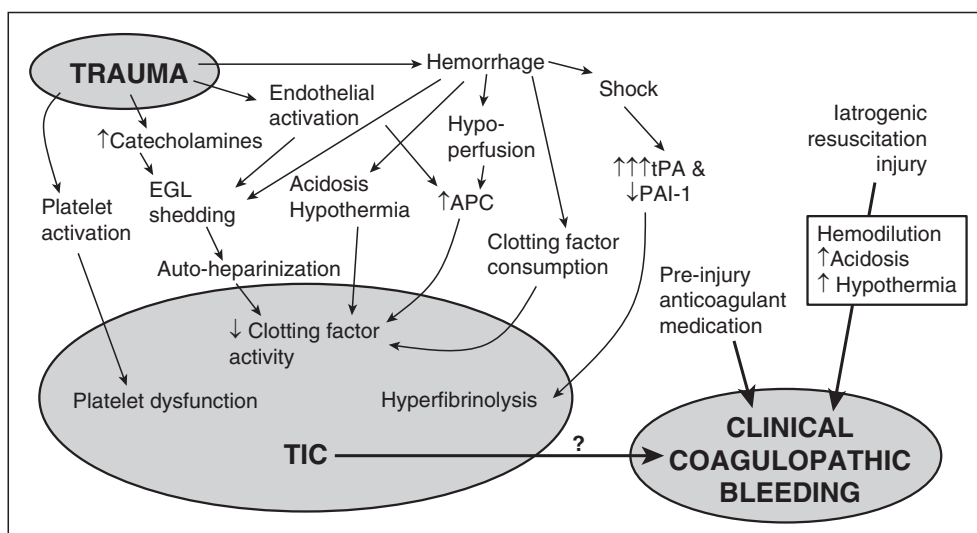 TRAUMA
Hemorrhage
Endothelial
activation
Shock
↑Catecholamines
Hypo-
perfusion
Iatrogenic
resuscitation
injury
EGL
shedding
Acidosis
Hypothermia
↑APC
↑↑↑tPA &
↓PAI-1
Platelet
activation
Clotting factor
consumption
Hemodilution
↑Acidosis
↑ Hypothermia
Auto-heparinization
Pre-injury
anticoagulant
medication
↓ Clotting factor
activity
Platelet dysfunction
Hyperfibrinolysis
TIC
?
CLINICAL
COAGULOPATHIC
BLEEDING